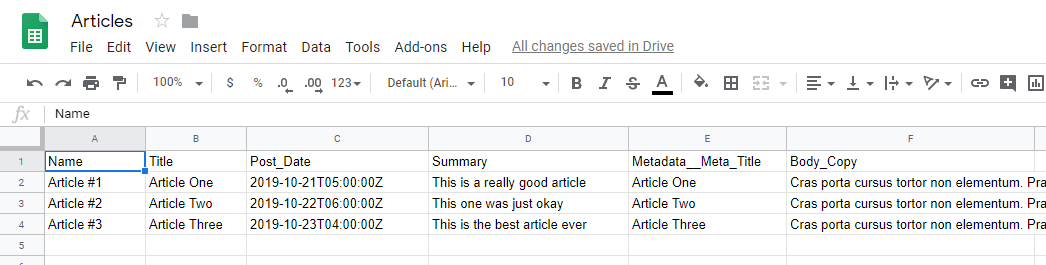 Articles
File Edit View Insert Format Data Tools Add-ons Help All changes saved in Drive
100% $ % .0 .00 123 Default (Ari... 10 B I S A
fx Name
A B C D E F
1 Name Title Post_Date Summary Metadata__Meta_Title Body_Copy
2 Article #1 Article One 2019-10-21T05:00:00Z This is a really good article Article One Cras porta cursus tortor non elementum. Pra
3 Article #2 Article Two 2019-10-22T06:00:00Z This one was just okay Article Two Cras porta cursus tortor non elementum. Pra
4 Article #3 Article Three 2019-10-23T04:00:00Z This is the best article ever Article Three Cras porta cursus tortor non elementum. Pra
5